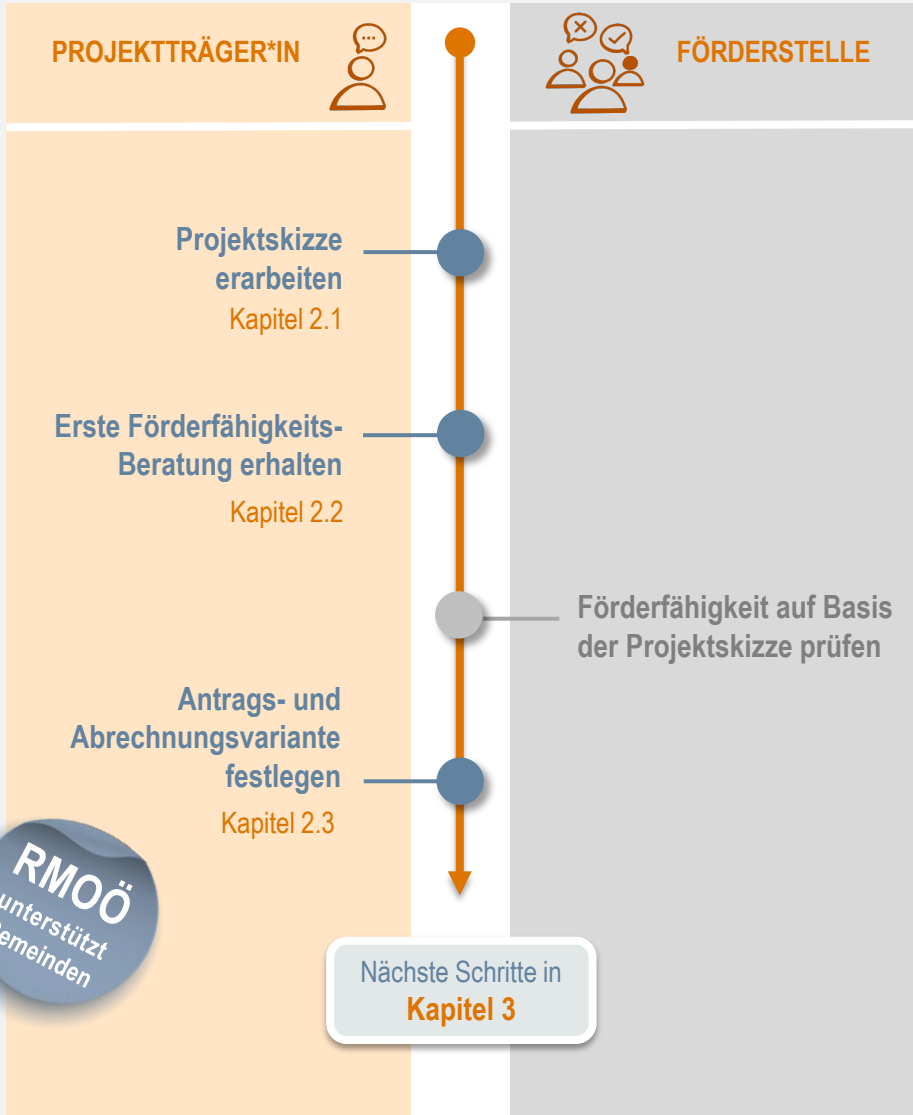 PROJEKTTRÄGER*IN
FÖRDERSTELLE
Projektskizze
erarbeiten
Kapitel 2.1
Erste Förderfähigkeits-
Beratung erhalten
Kapitel 2.2
Förderfähigkeit auf Basis
der Projektskizze prüfen
Antrags- und
Abrechnungsvariante
festlegen
Kapitel 2.3
RMOÖ
unterstützt
Gemeinden
Nächste Schritte in
Kapitel 3